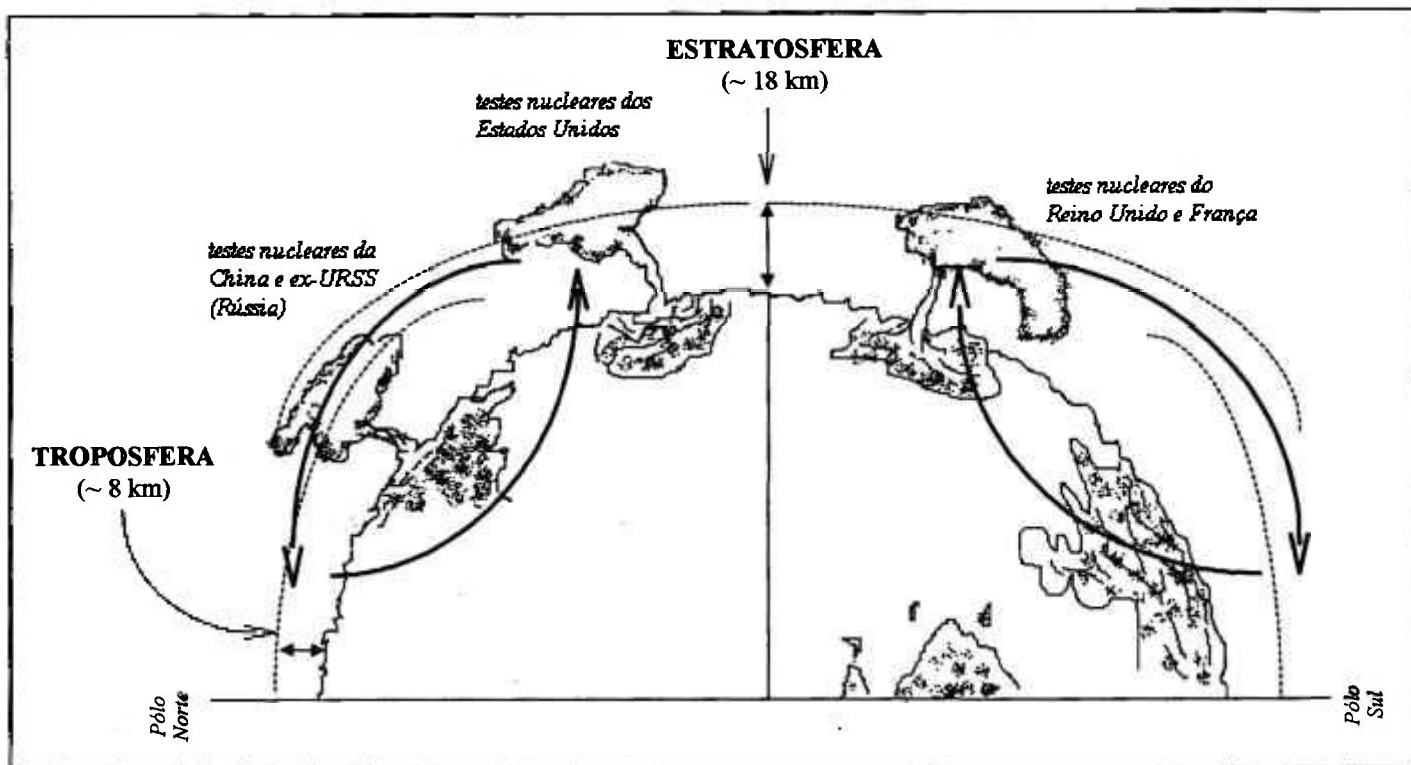 ESTRATOSFERA
(~ 18 km)
testes nucleares dos
Estados Unidos
testes nucleares do
Reino Unido e França
testes nucleares da
China e ex-URSS
(Rússia)
TROPOSFERA
(~ 8 km)
Pólo
Norte
Pólo
Sul